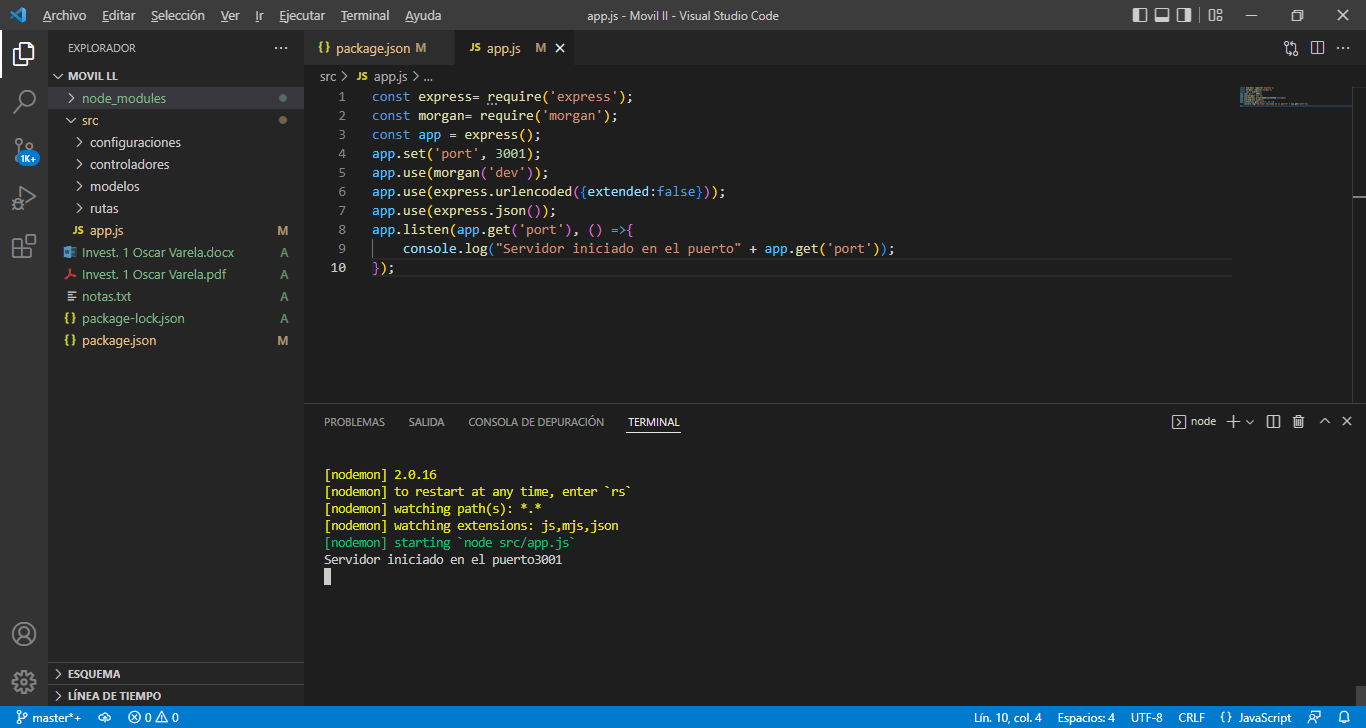 Archivo Editar Selección Ver Ir Ejecutar Terminal Ayuda
app.js - Movil ll - Visual Studio Code
EXPLORADOR
MOVIL LL
node_modules
src
configuraciones
controladores
modelos
rutas
JS app.js M
Invest. 1 Oscar Varela.docx A
Invest. 1 Oscar Varela.pdf A
notas.txt A
{} package-lock.json A
{} package.json M
ESQUEMA
LÍNEA DE TIEMPO
1K+
{} package.json M
JS app.js M
src > JS app.js > ...
1 const express= require('express');
2 const morgan= require('morgan');
3 const app = express();
4 app.set('port', 3001);
5 app.use(morgan('dev'));
6 app.use(express.urlencoded({extended:false}));
7 app.use(express.json());
8 app.listen(app.get('port'), () =>{
9 console.log("Servidor iniciado en el puerto" + app.get('port'));
10 });
PROBLEMAS SALIDA CONSOLA DE DEPURACIÓN TERMINAL
node
[nodemon] 2.0.16
[nodemon] to restart at any time, enter `rs`
[nodemon] watching path(s): *.*
[nodemon] watching extensions: js,mjs,json
[nodemon] starting `node src/app.js`
Servidor iniciado en el puerto3001
master*+ 0 0 Lín. 10, col. 4 Espacios: 4 UTF-8 CRLF {} JavaScript